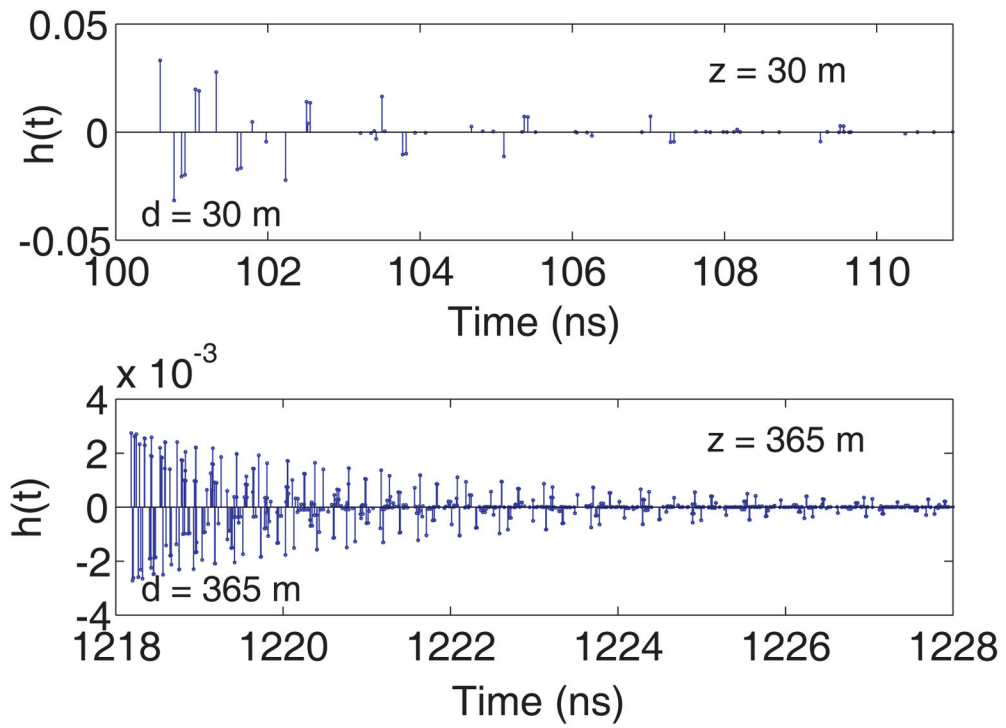 0.05
z = 30 m
h(t)
0
d = 30 m
-0.05
100 102 104 106 108 110
Time (ns)
x 10-3
4
z = 365 m
2
h(t)
0
-2
d = 365 m
-4
1218 1220 1222 1224 1226 1228
Time (ns)